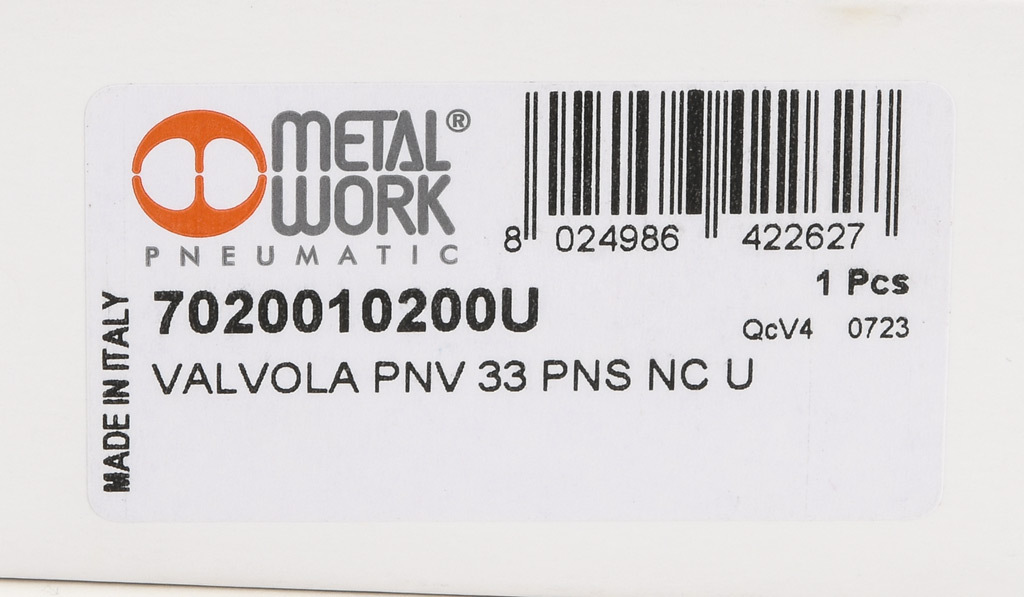 METAL®
WORK
PNEUMATIC
8 024986 422627
1 Pcs
7020010200U
QcV4 0723
VALVOLA PNV 33 PNS NC U
MADE IN ITALY